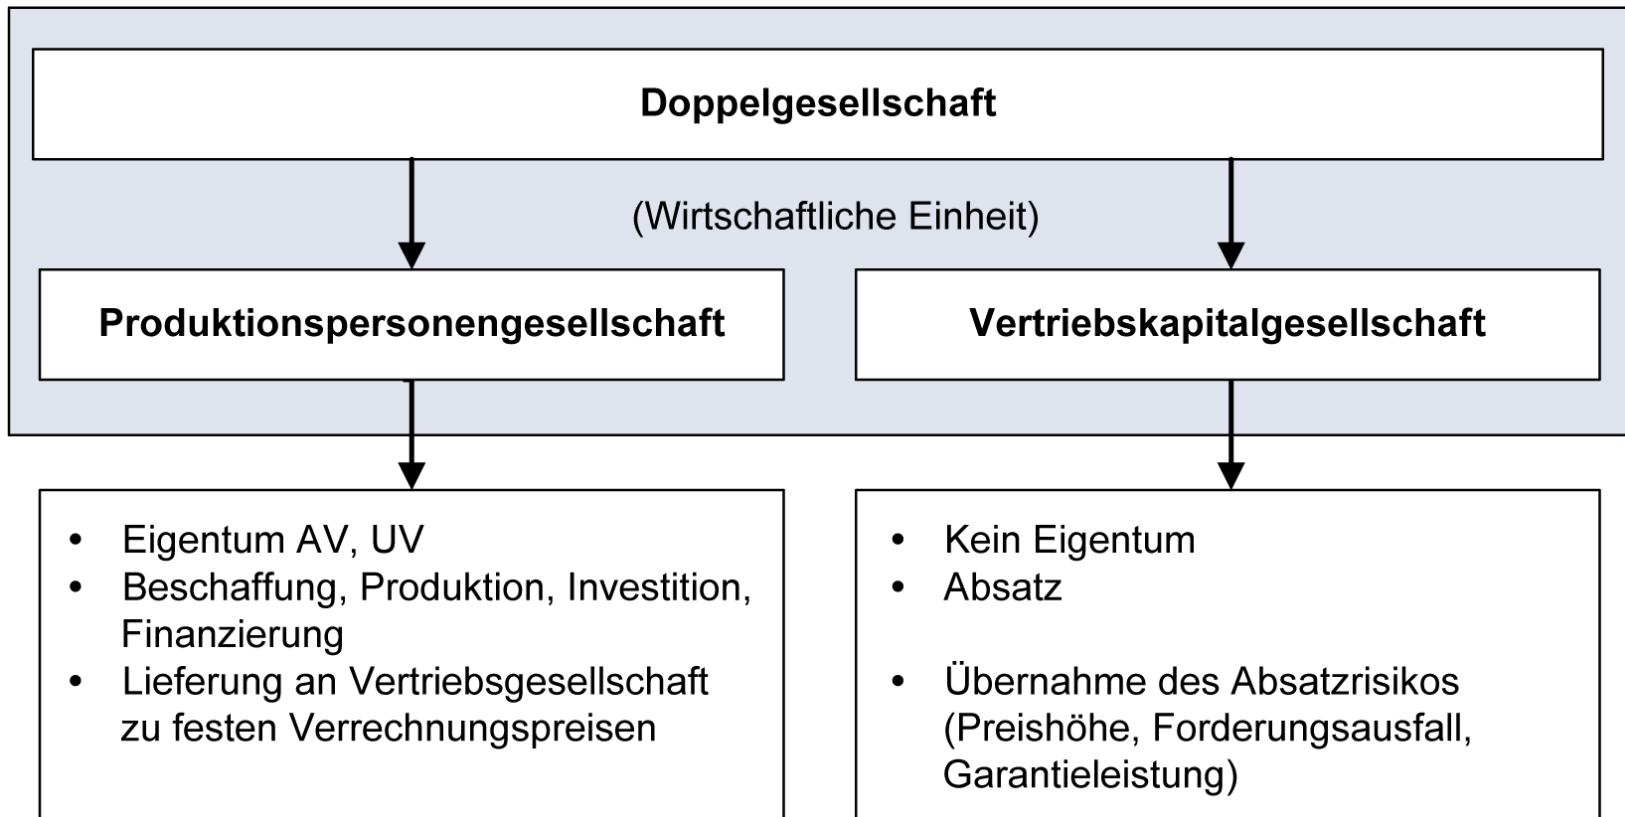 Doppelgesellschaft
(Wirtschaftliche Einheit)
Produktionspersonengesellschaft
Vertriebskapitalgesellschaft
• Eigentum AV, UV
• Beschaffung, Produktion, Investition,
Finanzierung
• Lieferung an Vertriebsgesellschaft
zu festen Verrechnungspreisen
• Kein Eigentum
• Absatz
• Übernahme des Absatzrisikos
(Preishöhe, Forderungsausfall,
Garantieleistung)